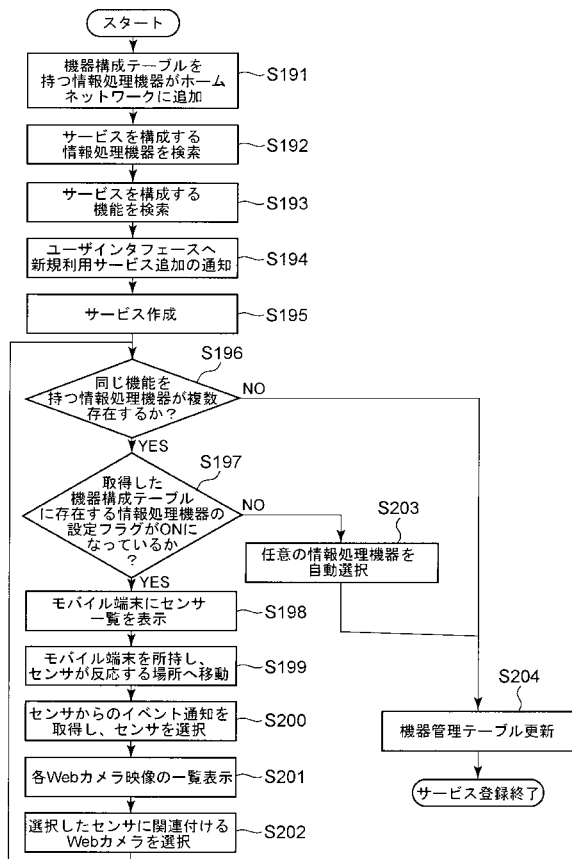 スタート
機器構成テーブルを
持つ情報処理機器がホーム
ネットワークに追加
S191
サービスを構成する
情報処理機器を検索
S192
サービスを構成する
機能を検索
S193
ユーザインタフェースへ
新規利用サービス追加の通知
S194
サービス作成
S195
S196
同じ機能を
持つ情報処理機器が複数
存在するか？
NO
YES
S197
取得した
機器構成テーブル
に存在する情報処理機器の
設定フラグがONに
なっているか
？
NO
YES
S203
任意の情報処理機器を
自動選択
モバイル端末にセンサ
一覧を表示
S198
モバイル端末を所持し、
センサが反応する場所へ移動
S199
センサからのイベント通知を
取得し、センサを選択
S200
各Webカメラ映像の一覧表示
S201
選択したセンサに関連付ける
Webカメラを選択
S202
S204
機器管理テーブル更新
サービス登録終了